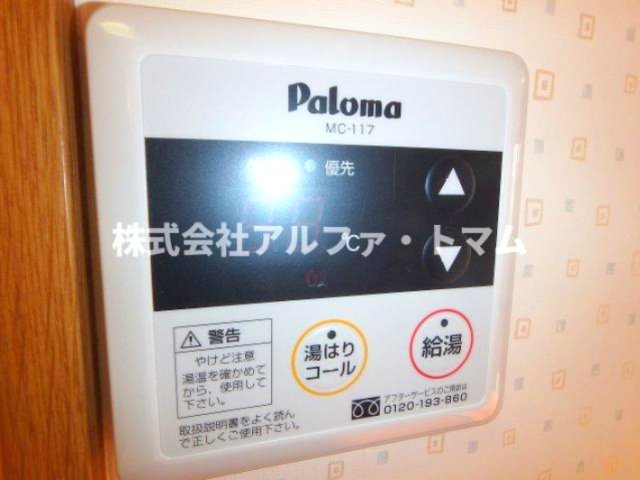 Paloma
MC-117
優先
℃
株式会社アルファ・トマム
警告
やけど注意
湯温を確かめて
から、使用して
下さい。
取扱説明書をよく読ん
で正しくご使用下さい。
湯はり
コール
給湯
アフターサービスのご用命は
0120-193-860